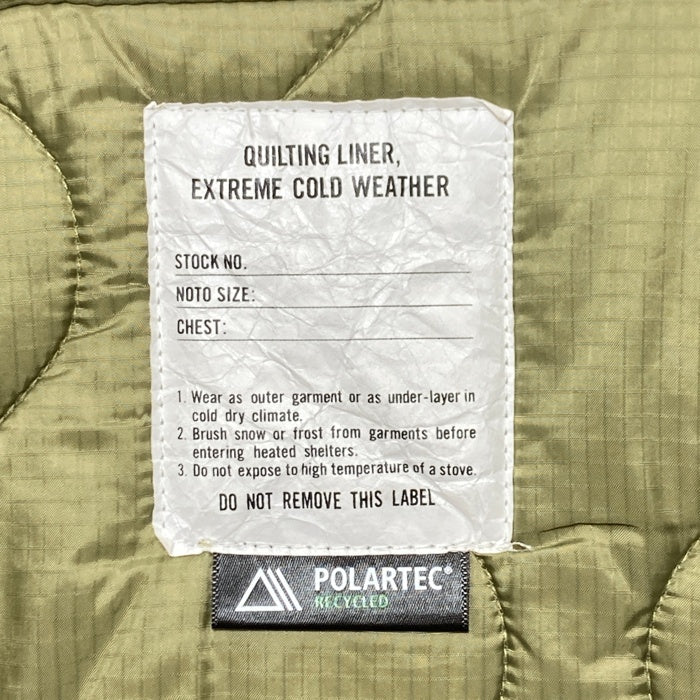 QUILTING LINER,
EXTREME COLD WEATHER
STOCK NO.
NOTO SIZE:
CHEST:
1. Wear as outer garment or as under-layer in
cold dry climate.
2. Brush snow or frost from garments before
entering heated shelters.
3. Do not expose to high temperature of a stove.
DO NOT REMOVE THIS LABEL
POLARTEC®
RECYCLED